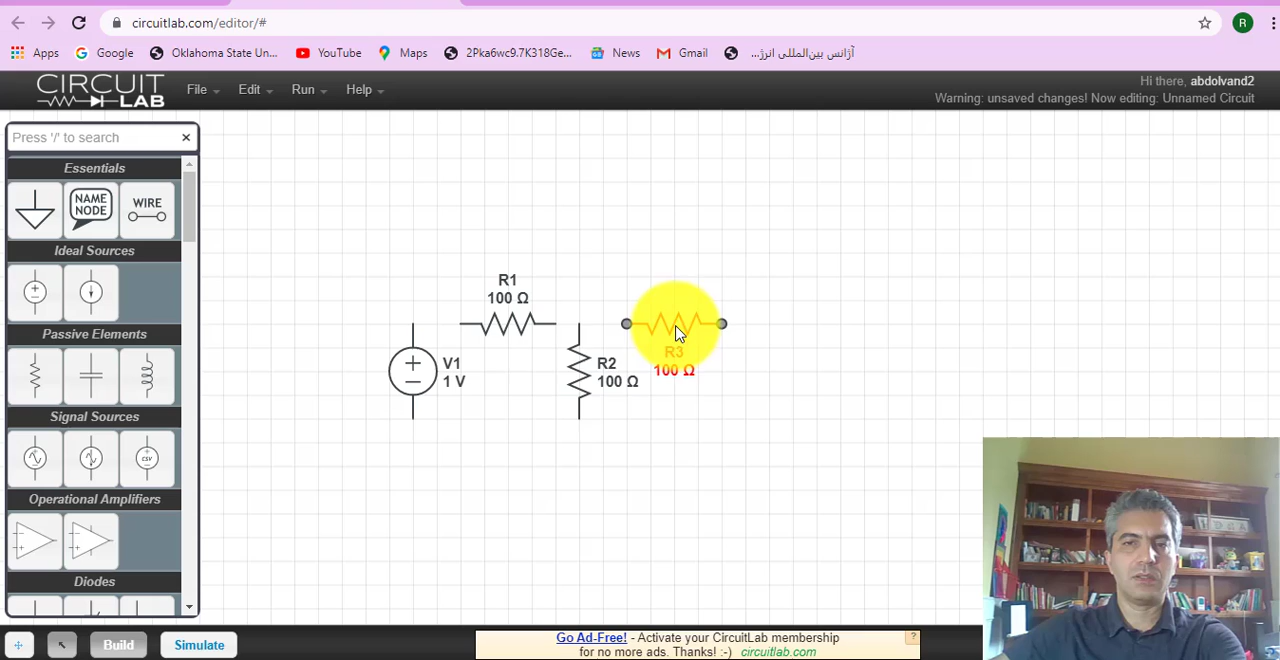 circuitlab.com/editor/#
R
Apps
Google
Oklahoma State Un...
YouTube
Maps
2Pka6wc9.7K318Ge...
News
Gmail
آژانس بین‌المللی انرژ...
CIRCUIT
LAB
File
Edit
Run
Help
Hi there, abdolvand2
Warning: unsaved changes! Now editing: Unnamed Circuit
Press '/' to search
Essentials
NAME
NODE
WIRE
Ideal Sources
Passive Elements
Signal Sources
CSV
Operational Amplifiers
Diodes
R1
100 Ω
V1
1 V
R2
100 Ω
R3
100 Ω
Build
Simulate
Go Ad-Free! - Activate your CircuitLab membership
for no more ads. Thanks! :-) circuitlab.com
?